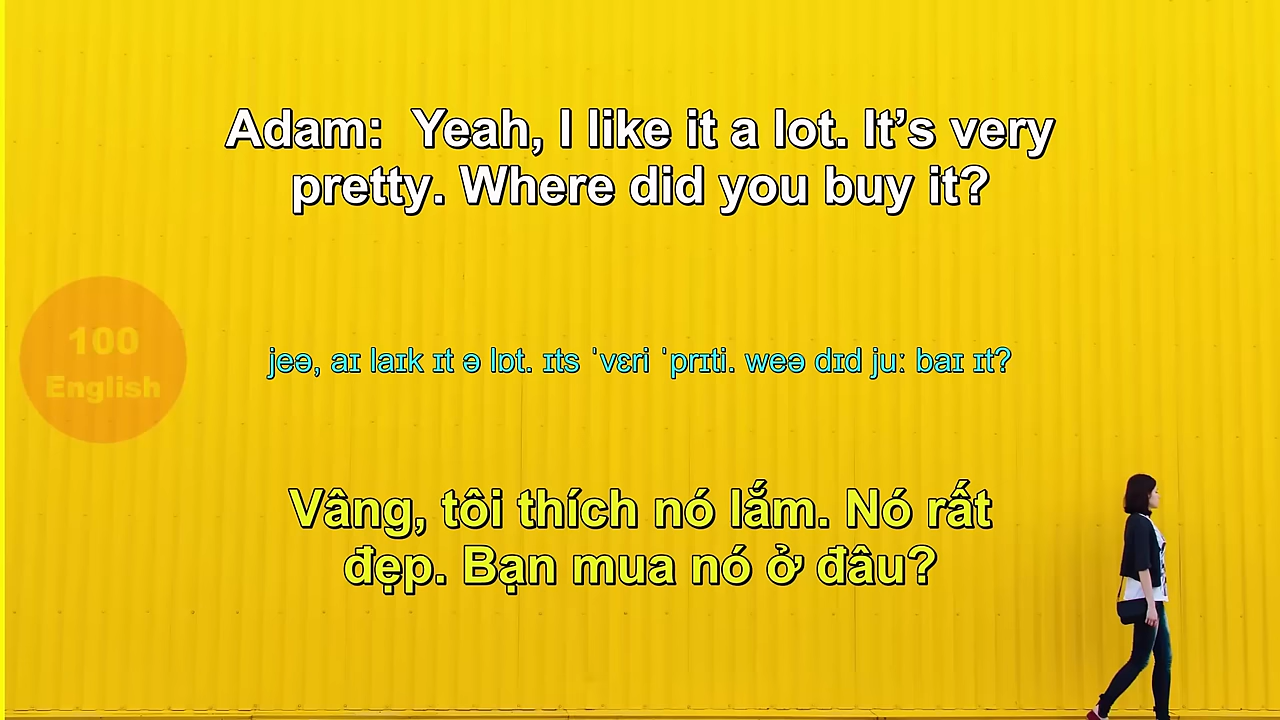 Adam:  Yeah, I like it a lot. It’s very
pretty. Where did you buy it?
100
English
jeə, aɪ laɪk ɪt ə lɒt. ɪts ˈvɛri ˈprɪti. weə dɪd juː baɪ ɪt?
Vâng, tôi thích nó lắm. Nó rất
đẹp. Bạn mua nó ở đâu?